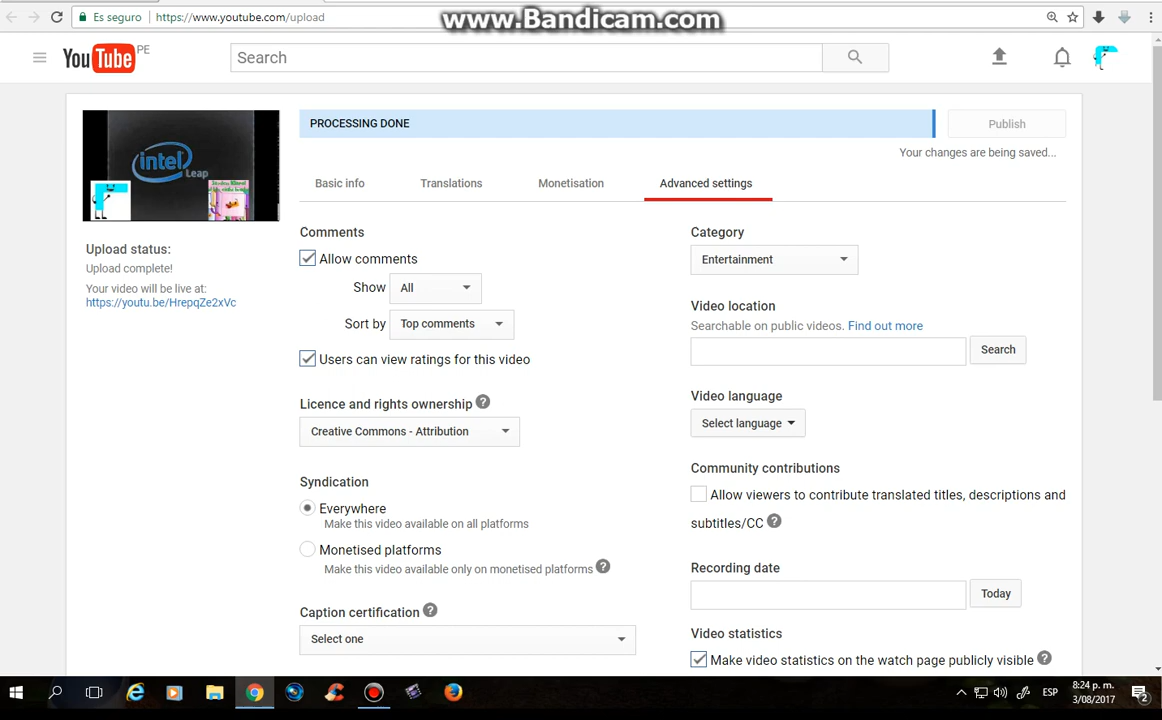 www.Bandicam.com
Es seguro
https://www.youtube.com/upload
YouTube PE
Search
PROCESSING DONE
Publish
Your changes are being saved...
Basic info
Translations
Monetisation
Advanced settings
intel
Leap
Upload status:
Upload complete!
Your video will be live at:
https://youtu.be/HrepqZe2xVc
Comments
Allow comments
Show All
Sort by Top comments
Users can view ratings for this video
Licence and rights ownership ?
Creative Commons - Attribution
Syndication
Everywhere
Make this video available on all platforms
Monetised platforms
Make this video available only on monetised platforms ?
Caption certification ?
Select one
Category
Entertainment
Video location
Searchable on public videos. Find out more
Search
Video language
Select language
Community contributions
Allow viewers to contribute translated titles, descriptions and
subtitles/CC ?
Recording date
Today
Video statistics
Make video statistics on the watch page publicly visible ?
ESP
8:24 p. m.
3/08/2017
2